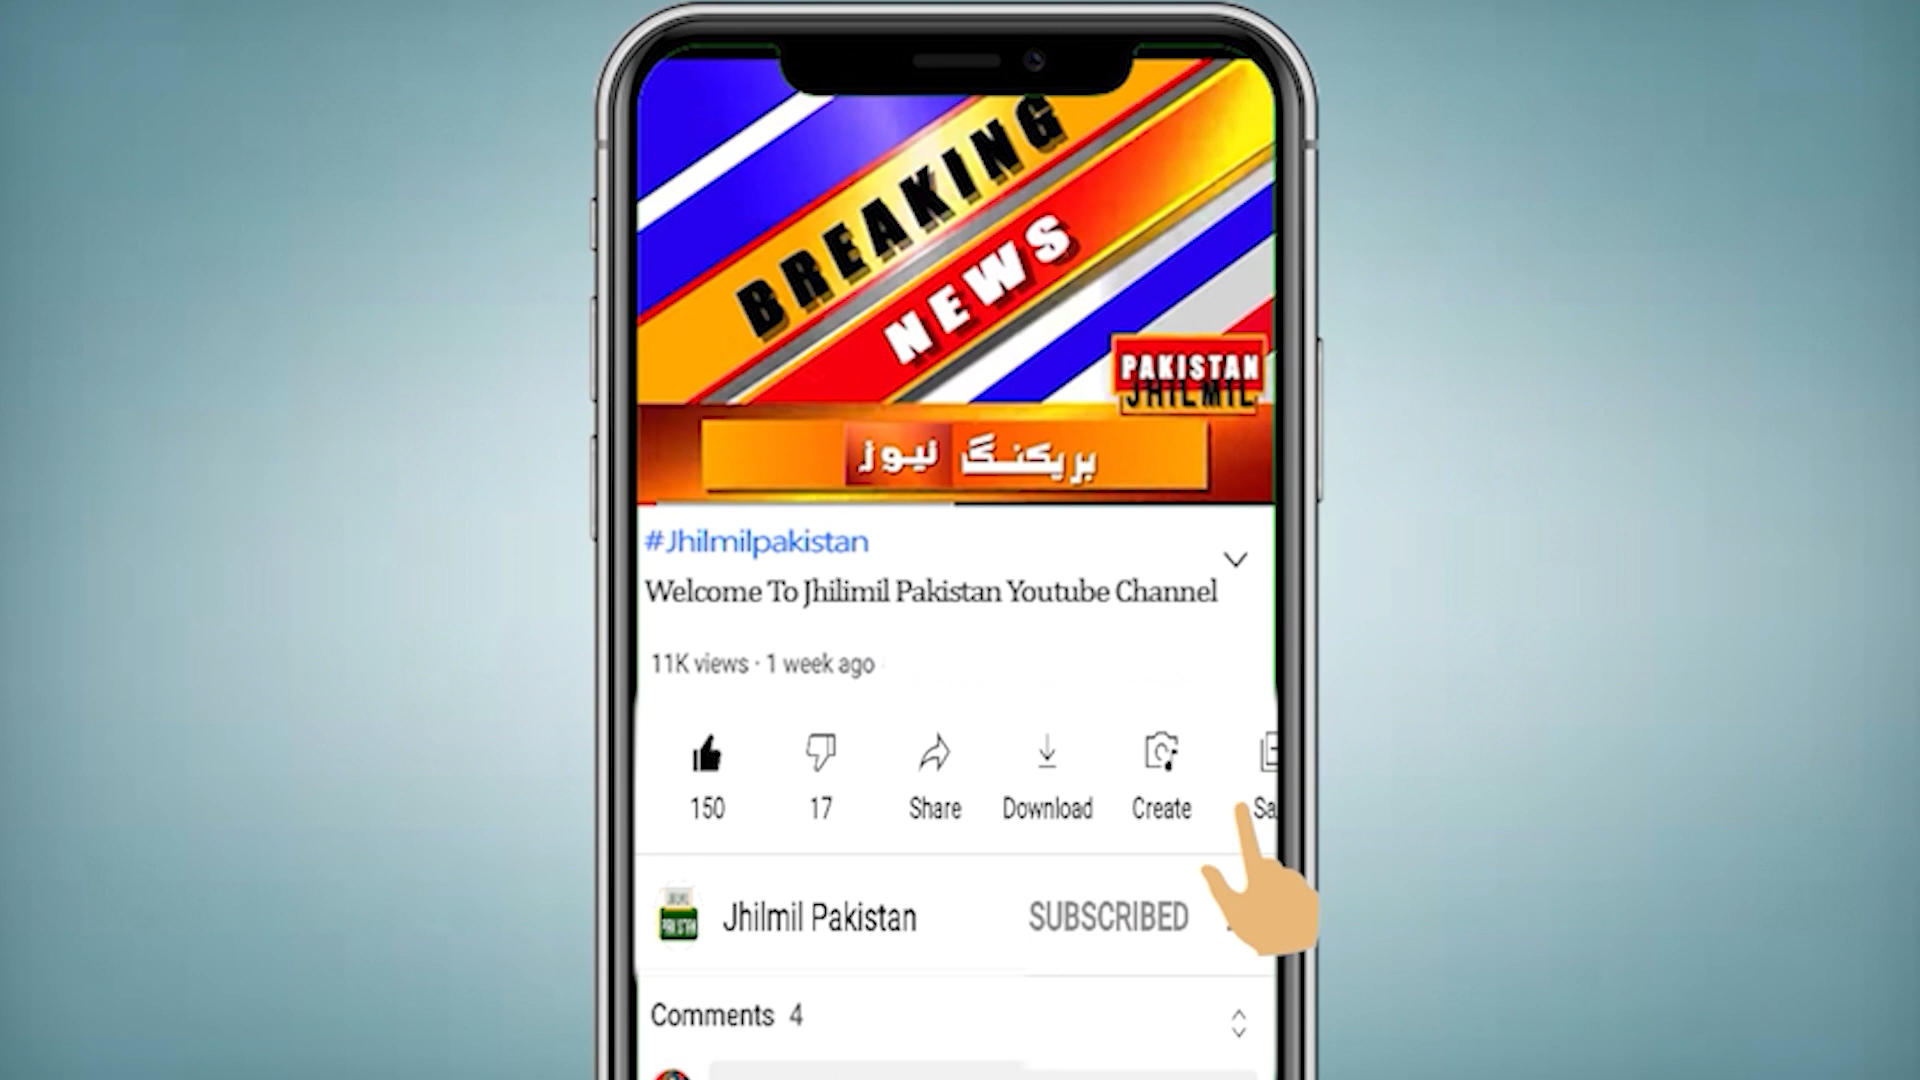 BREAKING
NEWS
PAKISTAN
JHILMIL
بریکنگ نیوز
#Jhilmilpakistan
Welcome To Jhilimil Pakistan Youtube Channel
11K views · 1 week ago
150
17
Share
Download
Create
Sa
Jhilmil Pakistan
SUBSCRIBED
Comments 4